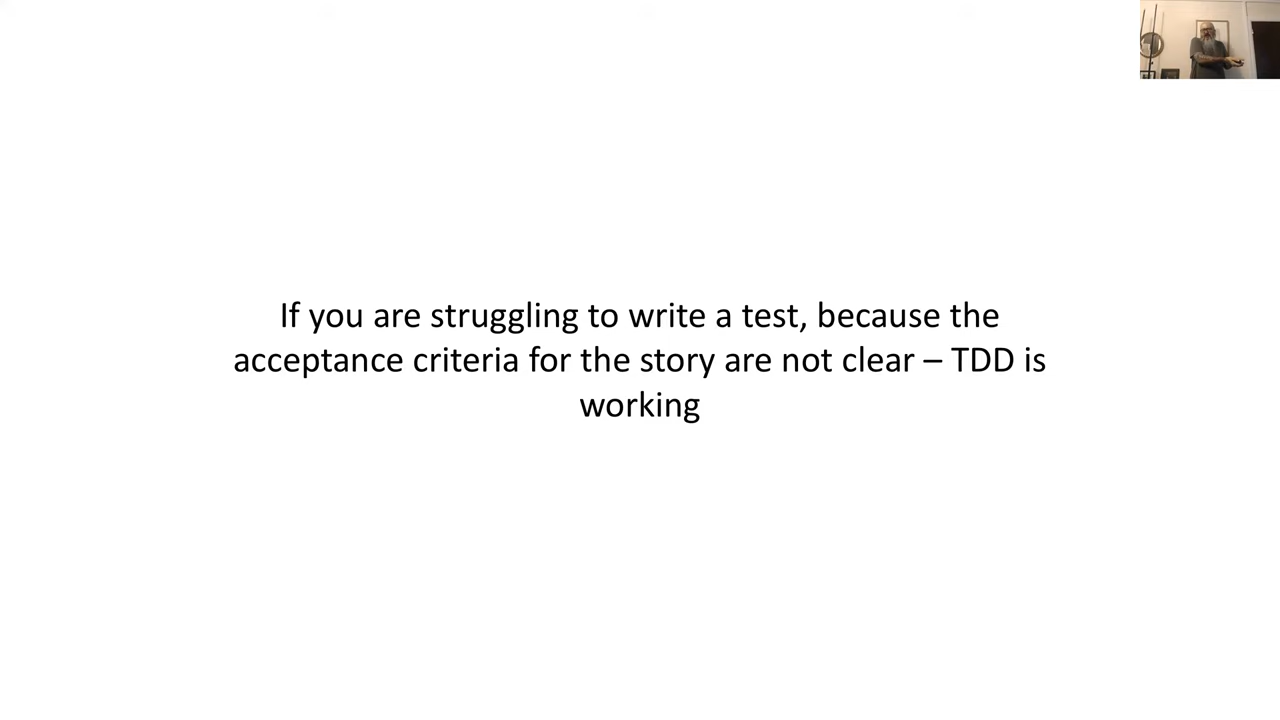 If you are struggling to write a test, because the
acceptance criteria for the story are not clear – TDD is
working